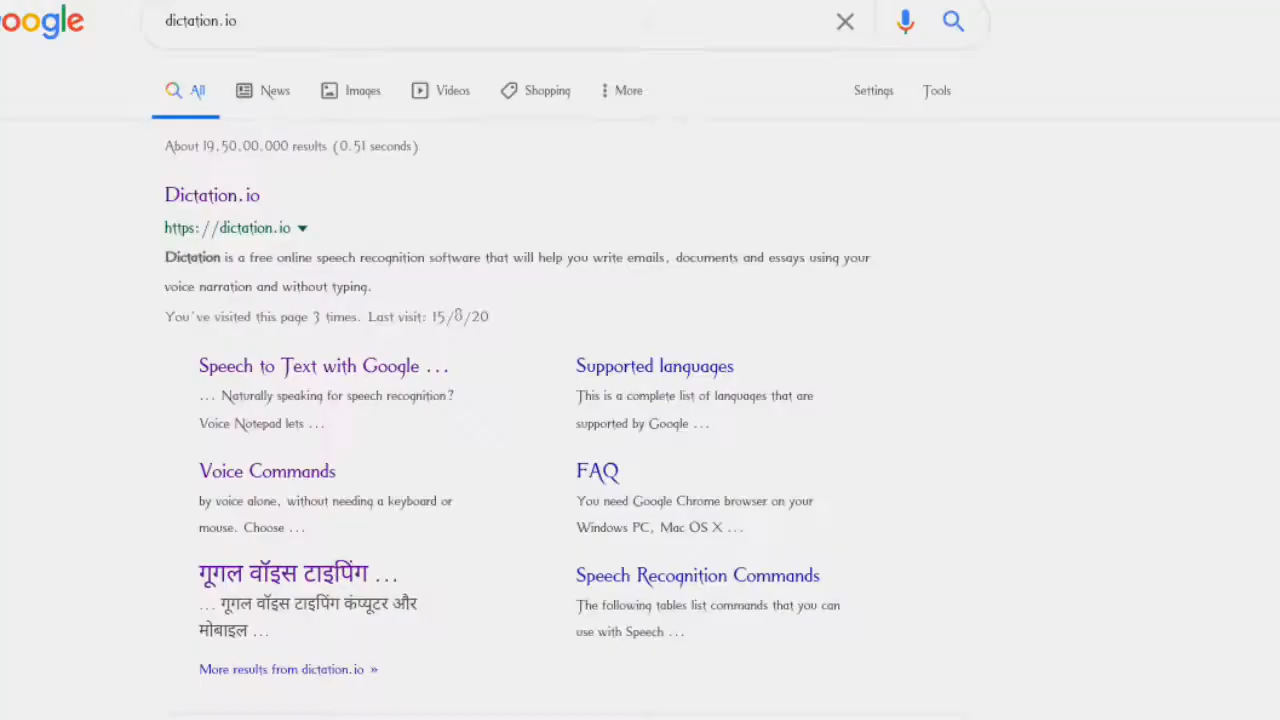 oogle
dictation.io
All News Images Videos Shopping More Settings Tools
About 19,50,00,000 results (0.51 seconds)
Dictation.io
https://dictation.io
Dictation is a free online speech recognition software that will help you write emails, documents and essays using your
voice narration and without typing.
You've visited this page 3 times. Last visit: 15/8/20
Speech to Text with Google ...
... Naturally speaking for speech recognition?
Voice Notepad lets ...
Supported languages
This is a complete list of languages that are
supported by Google ...
Voice Commands
by voice alone, without needing a keyboard or
mouse. Choose ...
FAQ
You need Google Chrome browser on your
Windows PC, Mac OS X ...
गूगल वॉइस टाइपिंग ...
... गूगल वॉइस टाइपिंग कंप्यूटर और
मोबाइल ...
Speech Recognition Commands
The following tables list commands that you can
use with Speech ...
More results from dictation.io »